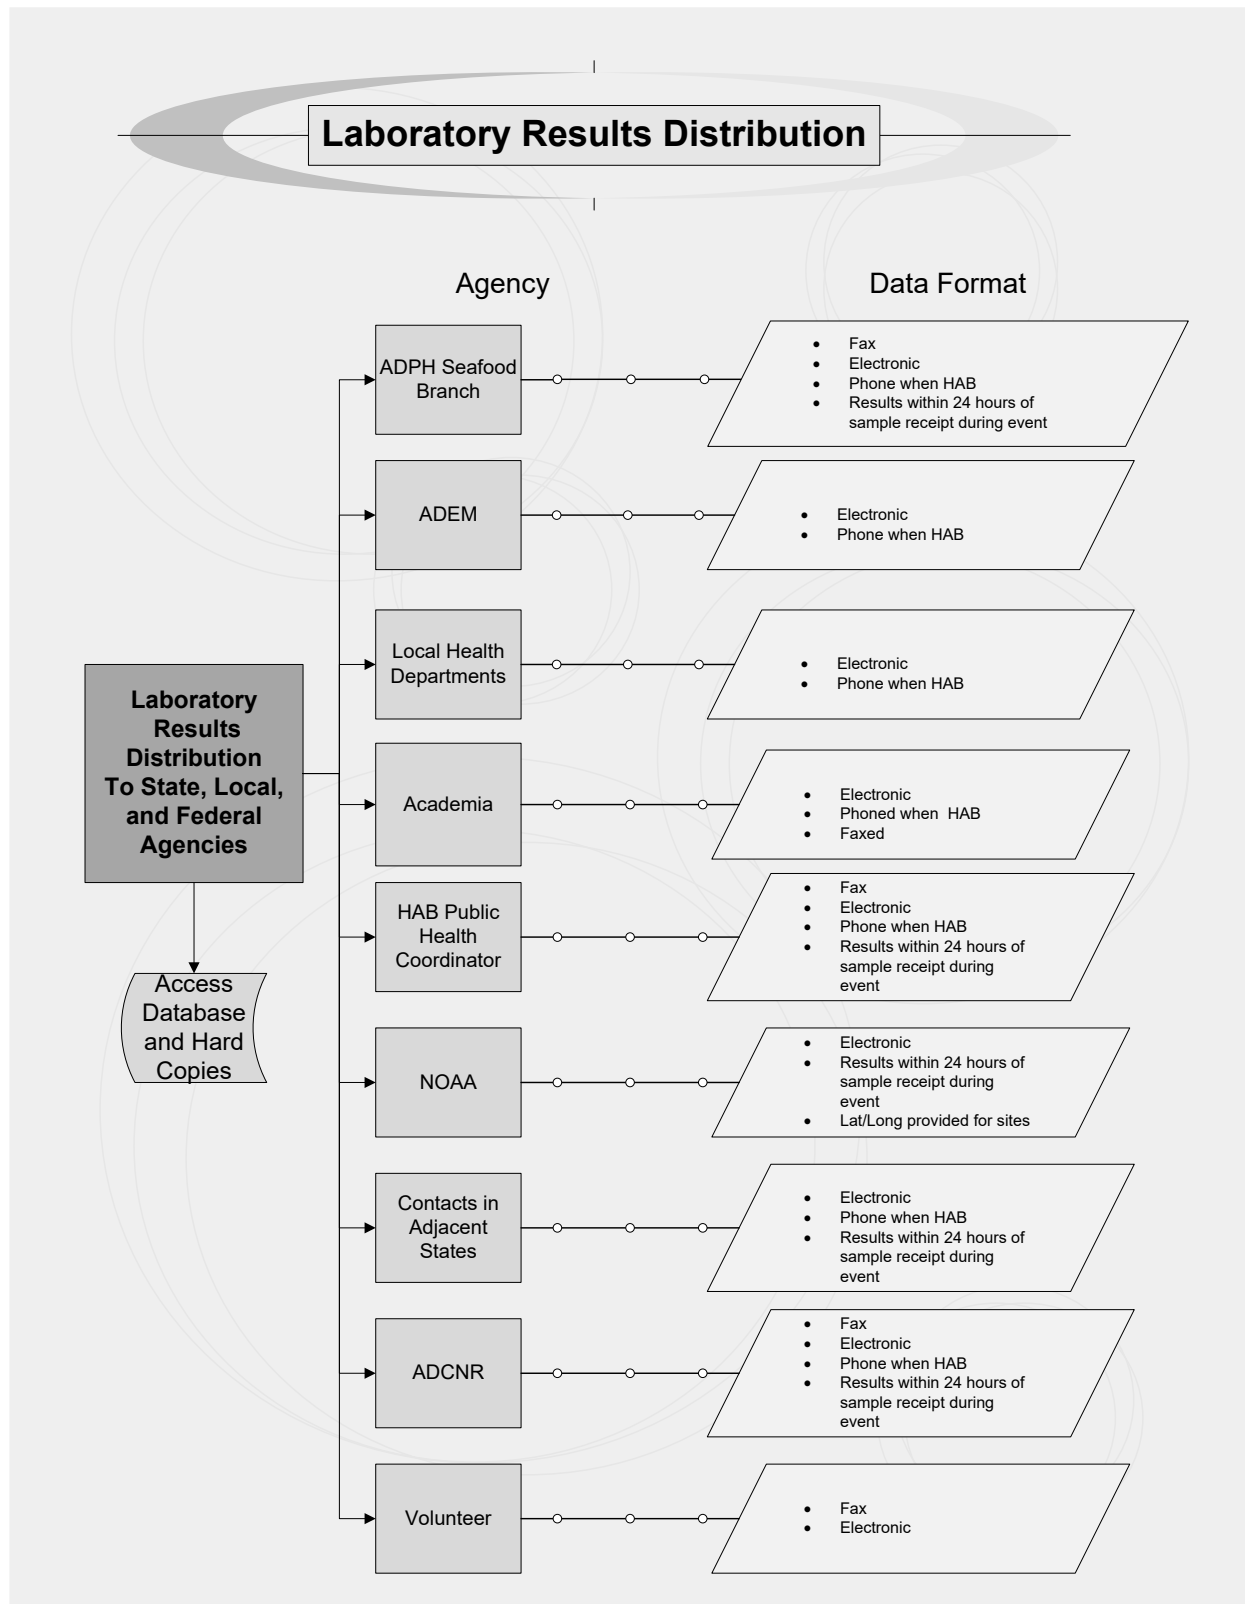 Laboratory Results Distribution
Agency
Data Format
ADPH Seafood
Branch
• Fax
• Electronic
• Phone when HAB
• Results within 24 hours of
sample receipt during event
ADEM
• Electronic
• Phone when HAB
Local Health
Departments
• Electronic
• Phone when HAB
Laboratory
Results
Distribution
To State, Local,
and Federal
Agencies
Academia
• Electronic
• Phoned when  HAB
• Faxed
HAB Public
Health
Coordinator
• Fax
• Electronic
• Phone when HAB
• Results within 24 hours of
sample receipt during
event
Access
Database
and Hard
Copies
NOAA
• Electronic
• Results within 24 hours of
sample receipt during
event
• Lat/Long provided for sites
Contacts in
Adjacent
States
• Electronic
• Phone when HAB
• Results within 24 hours of
sample receipt during
event
ADCNR
• Fax
• Electronic
• Phone when HAB
• Results within 24 hours of
sample receipt during
event
Volunteer
• Fax
• Electronic